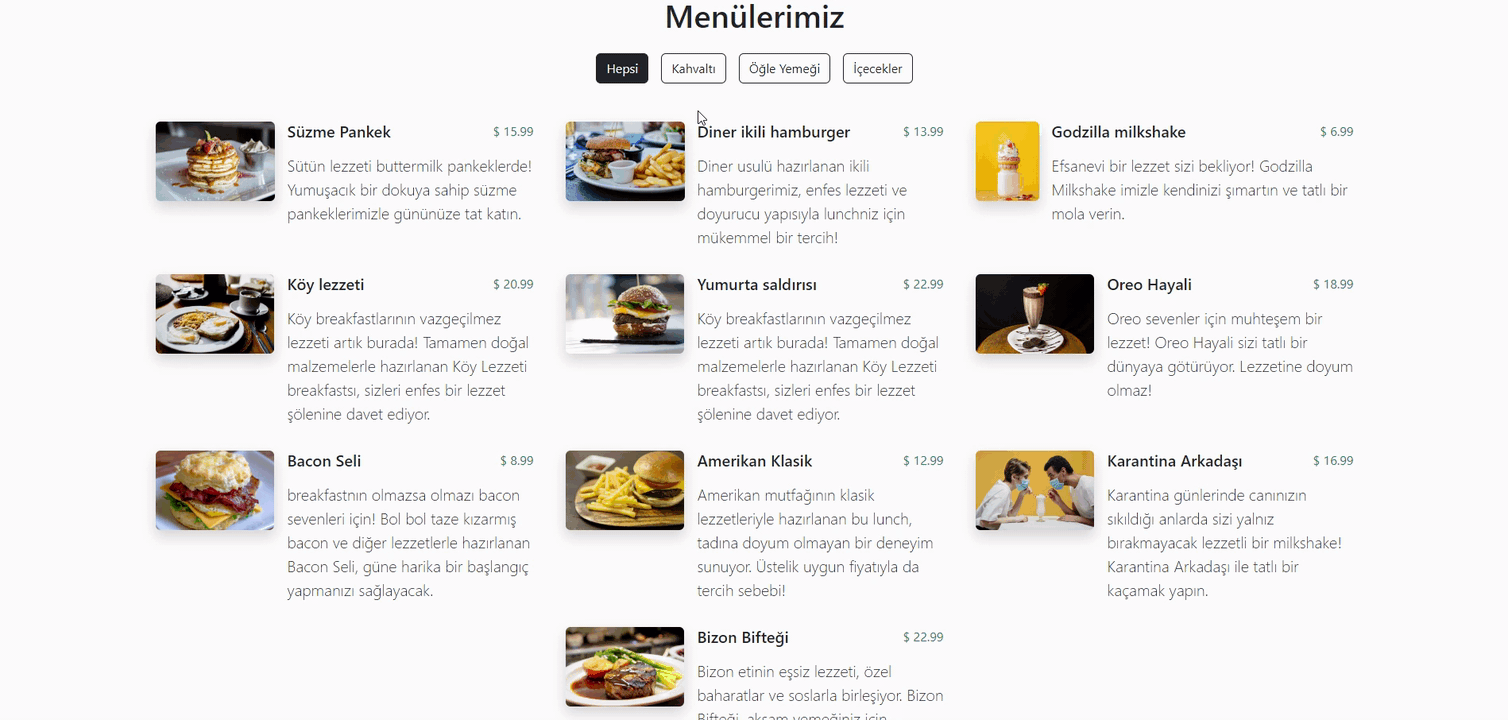 Menülerimiz
Hepsi
Kahvaltı
Öğle Yemeği
İçecekler
Süzme Pankek
$ 15.99
Sütün lezzeti buttermilk pankeklerde!
Yumuşacık bir dokuya sahip süzme
pankeklerimizle gününüze tat katın.
Diner ikili hamburger
$ 13.99
Diner usulü hazırlanan ikili
hamburgerimiz, enfes lezzeti ve
doyurucu yapısıyla lunchniz için
mükemmel bir tercih!
Godzilla milkshake
$ 6.99
Efsanevi bir lezzet sizi bekliyor! Godzilla
Milkshake imizle kendinizi şımartın ve tatlı bir
mola verin.
Köy lezzeti
$ 20.99
Köy breakfastlarının vazgeçilmez
lezzeti artık burada! Tamamen doğal
malzemelerle hazırlanan Köy Lezzeti
breakfastsı, sizleri enfes bir lezzet
şölenine davet ediyor.
Yumurta saldırısı
$ 22.99
Köy breakfastlarının vazgeçilmez
lezzeti artık burada! Tamamen doğal
malzemelerle hazırlanan Köy Lezzeti
breakfastsı, sizleri enfes bir lezzet
şölenine davet ediyor.
Oreo Hayali
$ 18.99
Oreo sevenler için muhteşem bir
lezzet! Oreo Hayali sizi tatlı bir
dünyaya götürüyor. Lezzetine doyum
olmaz!
Bacon Seli
$ 8.99
breakfastnın olmazsa olmazı bacon
sevenleri için! Bol bol taze kızarmış
bacon ve diğer lezzetlerle hazırlanan
Bacon Seli, güne harika bir başlangıç
yapmanızı sağlayacak.
Amerikan Klasik
$ 12.99
Amerikan mutfağının klasik
lezzetleriyle hazırlanan bu lunch,
tadına doyum olmayan bir deneyim
sunuyor. Üstelik uygun fiyatıyla da
tercih sebebi!
Karantina Arkadaşı
$ 16.99
Karantina günlerinde canınızın
sıkıldığı anlarda sizi yalnız
bırakmayacak lezzetli bir milkshake!
Karantina Arkadaşı ile tatlı bir
kaçamak yapın.
Bizon Bifteği
$ 22.99
Bizon etinin eşsiz lezzeti, özel
baharatlar ve soslarla birleşiyor. Bizon
Bifteği, akşam yemeğiniz için